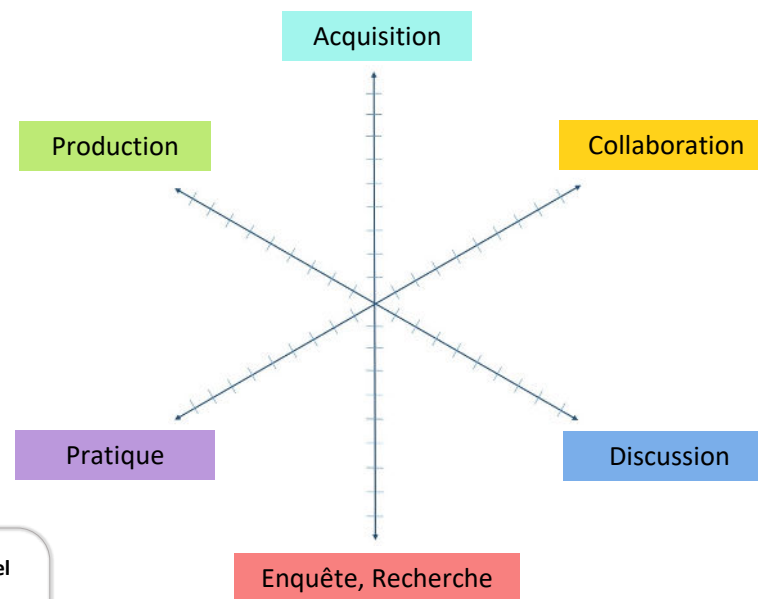 Acquisition
Production
Collaboration
Pratique
Discussion
Enquête, Recherche